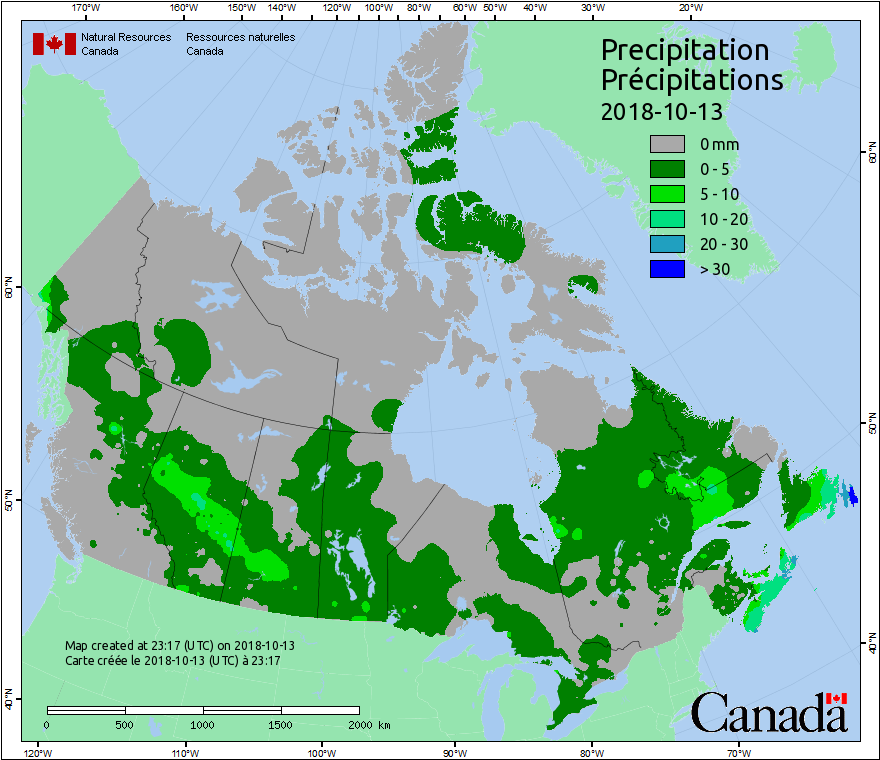 170°W 160°W 150°W 140°W 120°W 100°W 80°W 60°W 50°W 40°W 30°W 20°W
Natural Resources Ressources naturelles
Canada Canada
Precipitation
Précipitations
2018-10-13
0 mm
0 - 5
5 - 10
10 - 20
20 - 30
> 30
60°N
60°N
50°N
50°N
40°N
40°N
Map created at 23:17 (UTC) on 2018-10-13
Carte créée le 2018-10-13 (UTC) à 23:17
0 500 1000 1500 2000 km
Canada
120°W 110°W 100°W 90°W 80°W 70°W